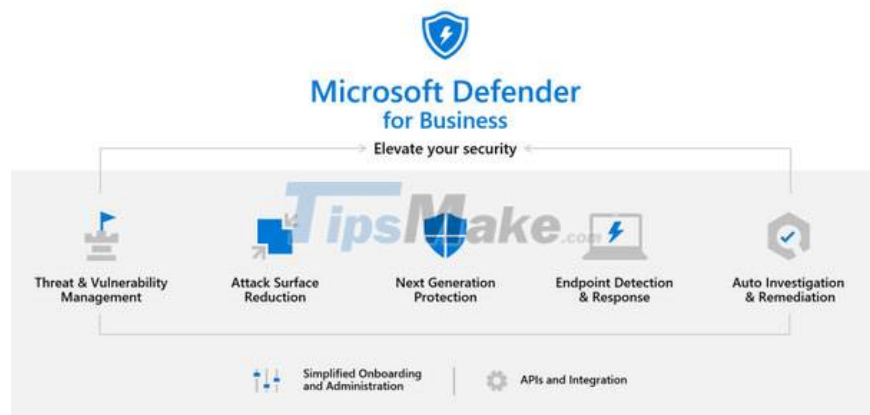 Microsoft Defender
for Business
Elevate your security
TipsMake.com
Threat & Vulnerability
Management
Attack Surface
Reduction
Next Generation
Protection
Endpoint Detection
& Response
Auto Investigation
& Remediation
Simplified Onboarding
and Administration
APIs and Integration